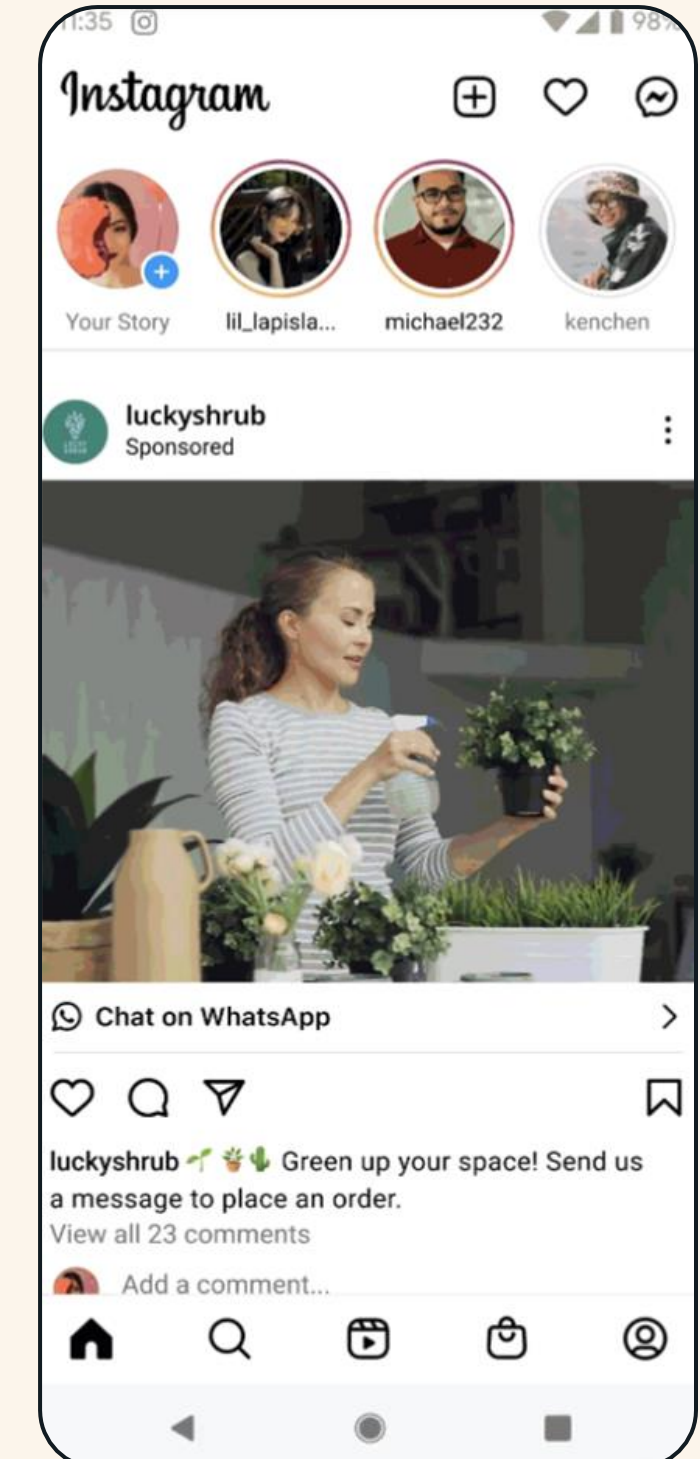 11:35 98%
Instagram
Your Story lil_lapisla... michael232 kenchen
luckyshrub
Sponsored
Chat on WhatsApp
luckyshrub 🌱 🪴🌵 Green up your space! Send us
a message to place an order.
View all 23 comments
Add a comment...